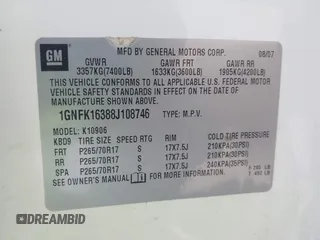 GM
MFD BY GENERAL MOTORS CORP. 08/07
GVWR GAWR FRT GAWR RR
3357KG(7400LB) 1633KG(3600LB) 1905KG(4200LB)
THIS VEHICLE CONFORMS TO ALL APPLICABLE U.S. FEDERAL MOTOR
VEHICLE SAFETY STANDARDS IN EFFECT ON THE DATE OF
MANUFACTURE SHOWN ABOVE.
1GNFK16388J108746 TYPE: M.P.V.
MODEL: K10906
KBD9 TIRE SIZE SPEED RTG RIM COLD TIRE PRESSURE
FRT P265/70R17 S 17X7.5J 210KPA(30PSI)
RR P265/70R17 S 17X7.5J 210KPA(30PSI)
SPA P265/70R17 S 17X7.5J 240KPA(35PSI)
SEE OWNER'S MANUAL FOR MORE INFORMATION.
DREAMBID